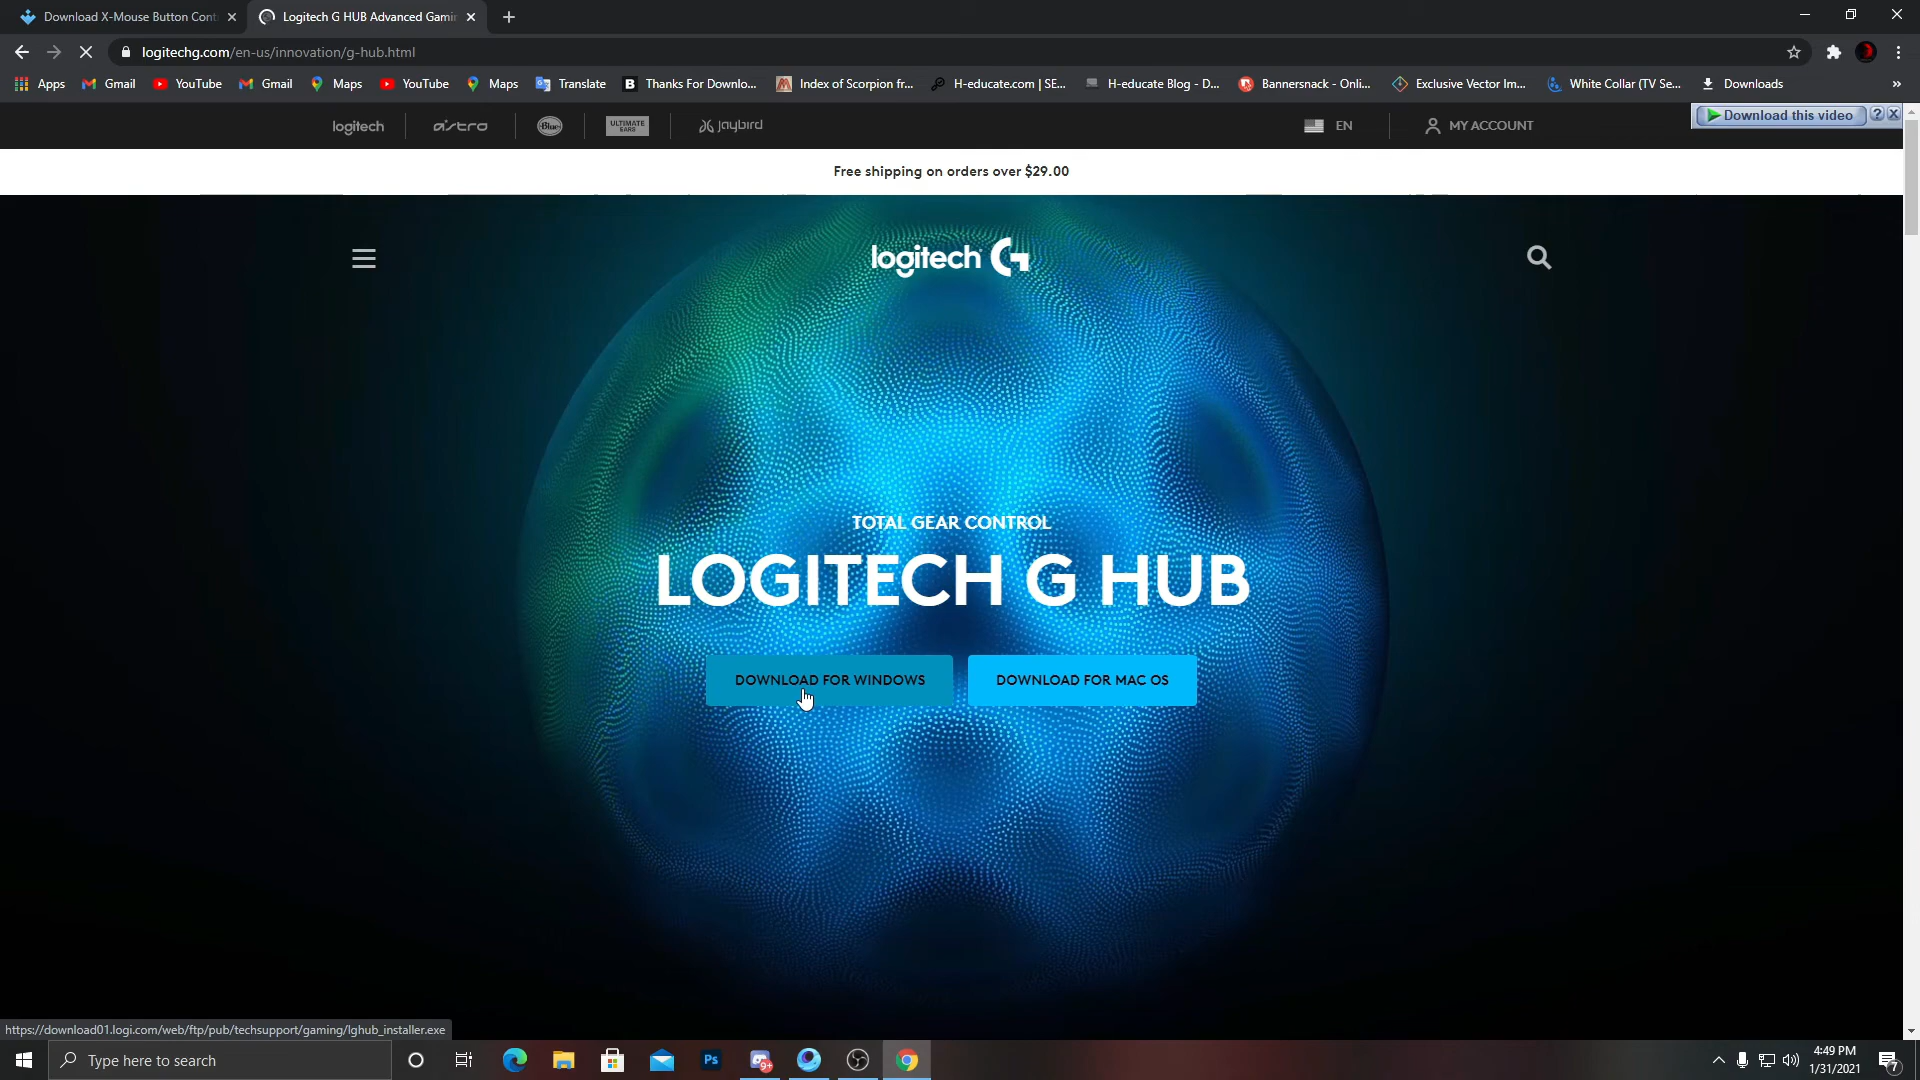 Download X-Mouse Button Cont
Logitech G HUB Advanced Gamin
logitechg.com/en-us/innovation/g-hub.html
Apps
Gmail
YouTube
Gmail
Maps
YouTube
Maps
Translate
Thanks For Downlo...
Index of Scorpion fr...
H-educate.com | SE...
H-educate Blog - D...
Bannersnack - Onli...
Exclusive Vector Im...
White Collar (TV Se...
Downloads
»
logitech
ASTRO
Blue
ULTIMATE EARS
Jaybird
EN
MY ACCOUNT
Download this video
?
Free shipping on orders over $29.00
logitech G
TOTAL GEAR CONTROL
LOGITECH G HUB
DOWNLOAD FOR WINDOWS
DOWNLOAD FOR MAC OS
https://download01.logi.com/web/ftp/pub/techsupport/gaming/lghub_installer.exe
Type here to search
Ps
9+
4:49 PM
1/31/2021
7